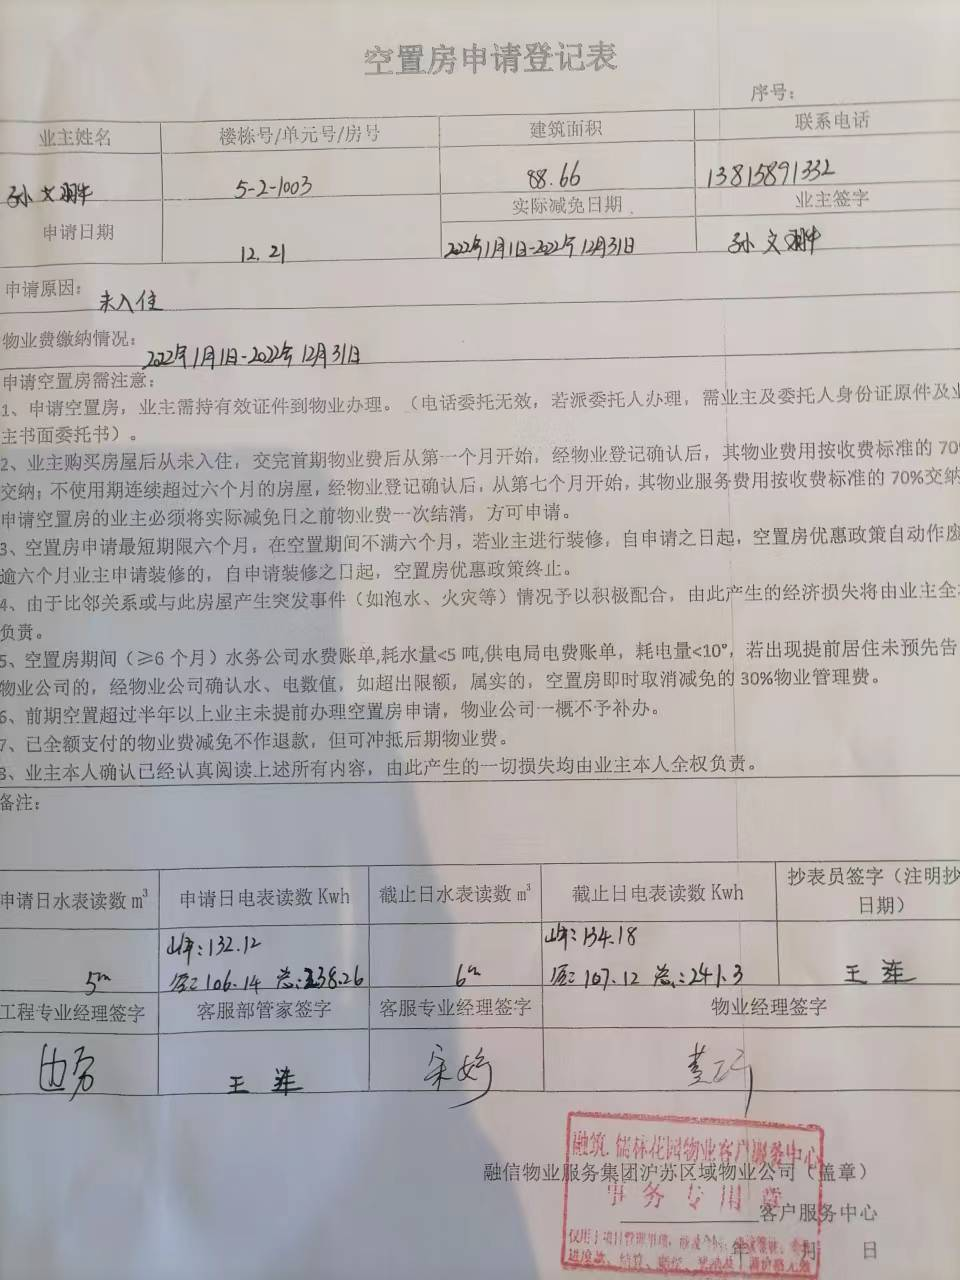 空置房申请登记表
序号：
业主姓名 楼栋号/单元号/房号 建筑面积 联系电话
孙文翀 5-2-1003 88.66 13815891332
实际减免日期 业主签字
申请日期 12.21 2022年1月1日-2022年12月31日 孙文翀
申请原因： 未入住
物业费缴纳情况： 2022年1月1日-2022年12月31日
申请空置房需注意：
1、申请空置房，业主需持有效证件到物业办理。（电话委托无效，若派委托人办理，需业主及委托人身份证原件及业
主书面委托书）。
2、业主购买房屋后从未入住，交完首期物业费后从第一个月开始，经物业登记确认后，其物业费用按收费标准的70%
交纳；不使用期连续超过六个月的房屋，经物业登记确认后，从第七个月开始，其物业服务费用按收费标准的70%交纳
申请空置房的业主必须将实际减免日之前物业费一次结清，方可申请。
3、空置房申请最短期限六个月，在空置期间不满六个月，若业主进行装修，自申请之日起，空置房优惠政策自动作废
逾六个月业主申请装修的，自申请装修之日起，空置房优惠政策终止。
4、由于比邻关系或与此房屋产生突发事件（如泡水、火灾等）情况予以积极配合，由此产生的经济损失将由业主全
负责。
5、空置房期间（≥6个月）水务公司水费账单,耗水量<5吨,供电局电费账单，耗电量<10°，若出现提前居住未预先告
物业公司的，经物业公司确认水、电数值，如超出限额，属实的，空置房即时取消减免的30%物业管理费。
6、前期空置超过半年以上业主未提前办理空置房申请，物业公司一概不予补办。
7、已全额支付的物业费减免不作退款，但可冲抵后期物业费。
8、业主本人确认已经认真阅读上述所有内容，由此产生的一切损失均由业主本人全权负责。
备注：
申请日水表读数m³ 申请日电表读数Kwh 截止日水表读数m³ 截止日电表读数Kwh 抄表员签字（注明抄
日期）
峰:132.12 峰:134.18
5m 谷:106.14 总:238.26 6m 谷:107.12 总:241.3 王莲
工程专业经理签字 客服部管家签字 客服专业经理签字 物业经理签字
王莲 宋婷
融筑.儒林花园物业客户服务中心
融信物业服务集团沪苏区域物业公司（盖章）
事务专用章
客户服务中心
年 月 日